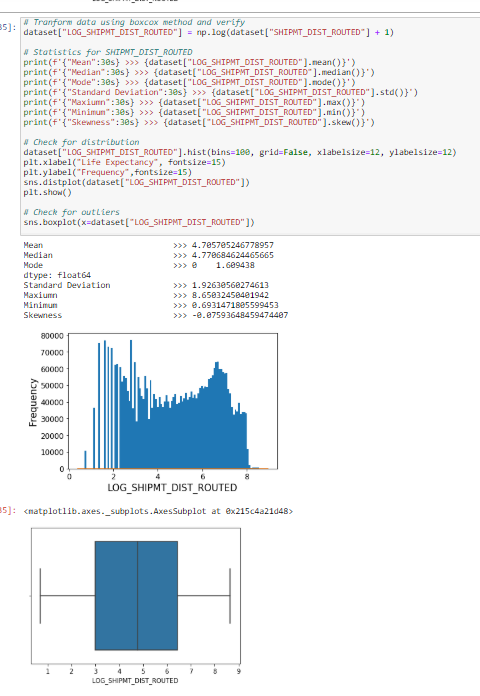 35]:
# Tranform data using boxcox method and verify
dataset["LOG_SHIPMT_DIST_ROUTED"] = np.log(dataset["SHIPMT_DIST_ROUTED"] + 1)
# Statistics for SHIPMT_DIST_ROUTED
print(f'{"Mean":30s} >>> {dataset["LOG_SHIPMT_DIST_ROUTED"].mean()}')
print(f'{"Median":30s} >>> {dataset["LOG_SHIPMT_DIST_ROUTED"].median()}')
print(f'{"Mode":30s} >>> {dataset["LOG_SHIPMT_DIST_ROUTED"].mode()}')
print(f'{"Standard Deviation":30s} >>> {dataset["LOG_SHIPMT_DIST_ROUTED"].std()}')
print(f'{"Maxiumn":30s} >>> {dataset["LOG_SHIPMT_DIST_ROUTED"].max()}')
print(f'{"Minimum":30s} >>> {dataset["LOG_SHIPMT_DIST_ROUTED"].min()}')
print(f'{"Skewness":30s} >>> {dataset["LOG_SHIPMT_DIST_ROUTED"].skew()}')
# Check for distribution
dataset["LOG_SHIPMT_DIST_ROUTED"].hist(bins=100, grid=False, xlabelsize=12, ylabelsize=12)
plt.xlabel("Life Expectancy", fontsize=15)
plt.ylabel("Frequency",fontsize=15)
sns.distplot(dataset["LOG_SHIPMT_DIST_ROUTED"])
plt.show()
# Check for outliers
sns.boxplot(x=dataset["LOG_SHIPMT_DIST_ROUTED"])
Mean >>> 4.705705246778957
Median >>> 4.770684624465665
Mode >>> 0 1.609438
dtype: float64
Standard Deviation >>> 1.92630560274613
Maxiumn >>> 8.65032450401942
Minimum >>> 0.6931471805599453
Skewness >>> -0.07593648459474407
80000
70000
60000
50000
40000
30000
20000
10000
0
Frequency
0 2 4 6 8
LOG_SHIPMT_DIST_ROUTED
35]: <matplotlib.axes._subplots.AxesSubplot at 0x215c4a21d48>
1 2 3 4 5 6 7 8 9
LOG_SHIPMT_DIST_ROUTED